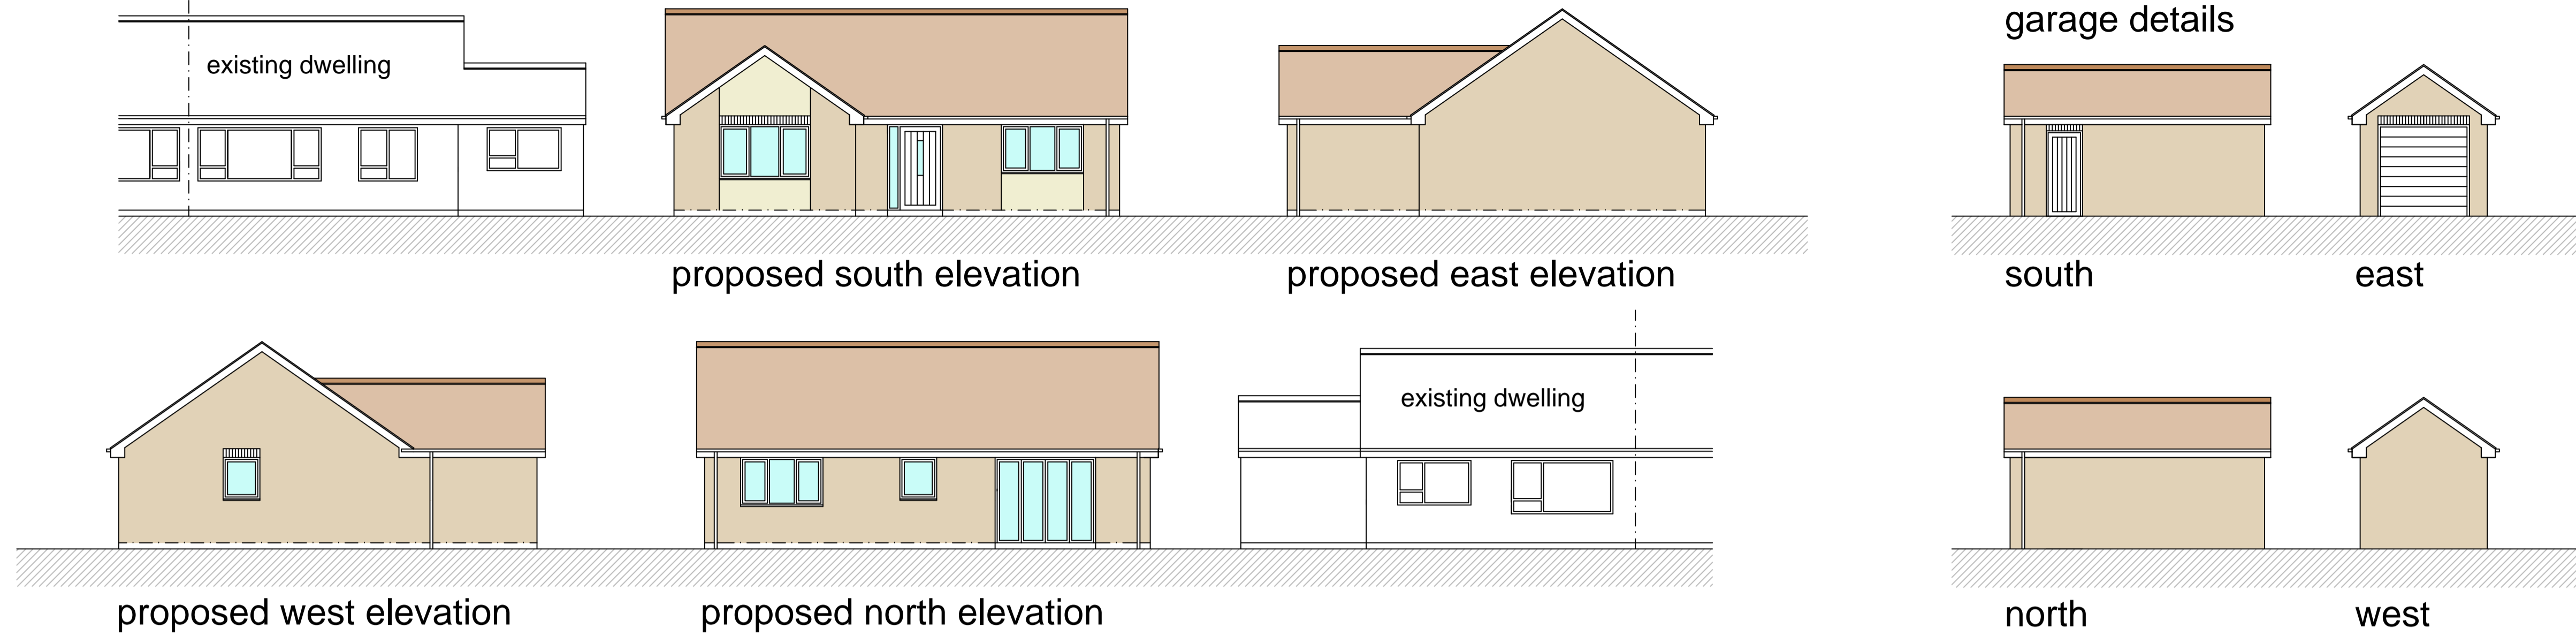 garage details
existing dwelling
proposed south elevation
proposed east elevation
south
east
existing dwelling
proposed west elevation
proposed north elevation
north
west